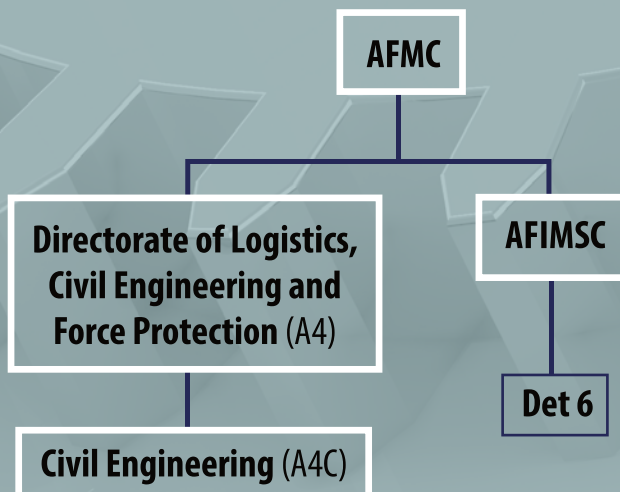 AFMC
Directorate of Logistics,
Civil Engineering and
Force Protection (A4)
AFIMSC
Det 6
Civil Engineering (A4C)